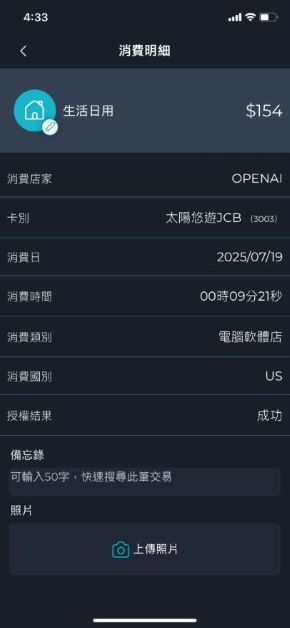 4:33
消費明細
生活日用 $154
消費店家 OPENAI
卡別 太陽悠遊JCB (3003)
消費日 2025/07/19
消費時間 00時09分21秒
消費類別 電腦軟體店
消費國別 US
授權結果 成功
備忘錄
可輸入50字，快速搜尋此筆交易
照片
上傳照片